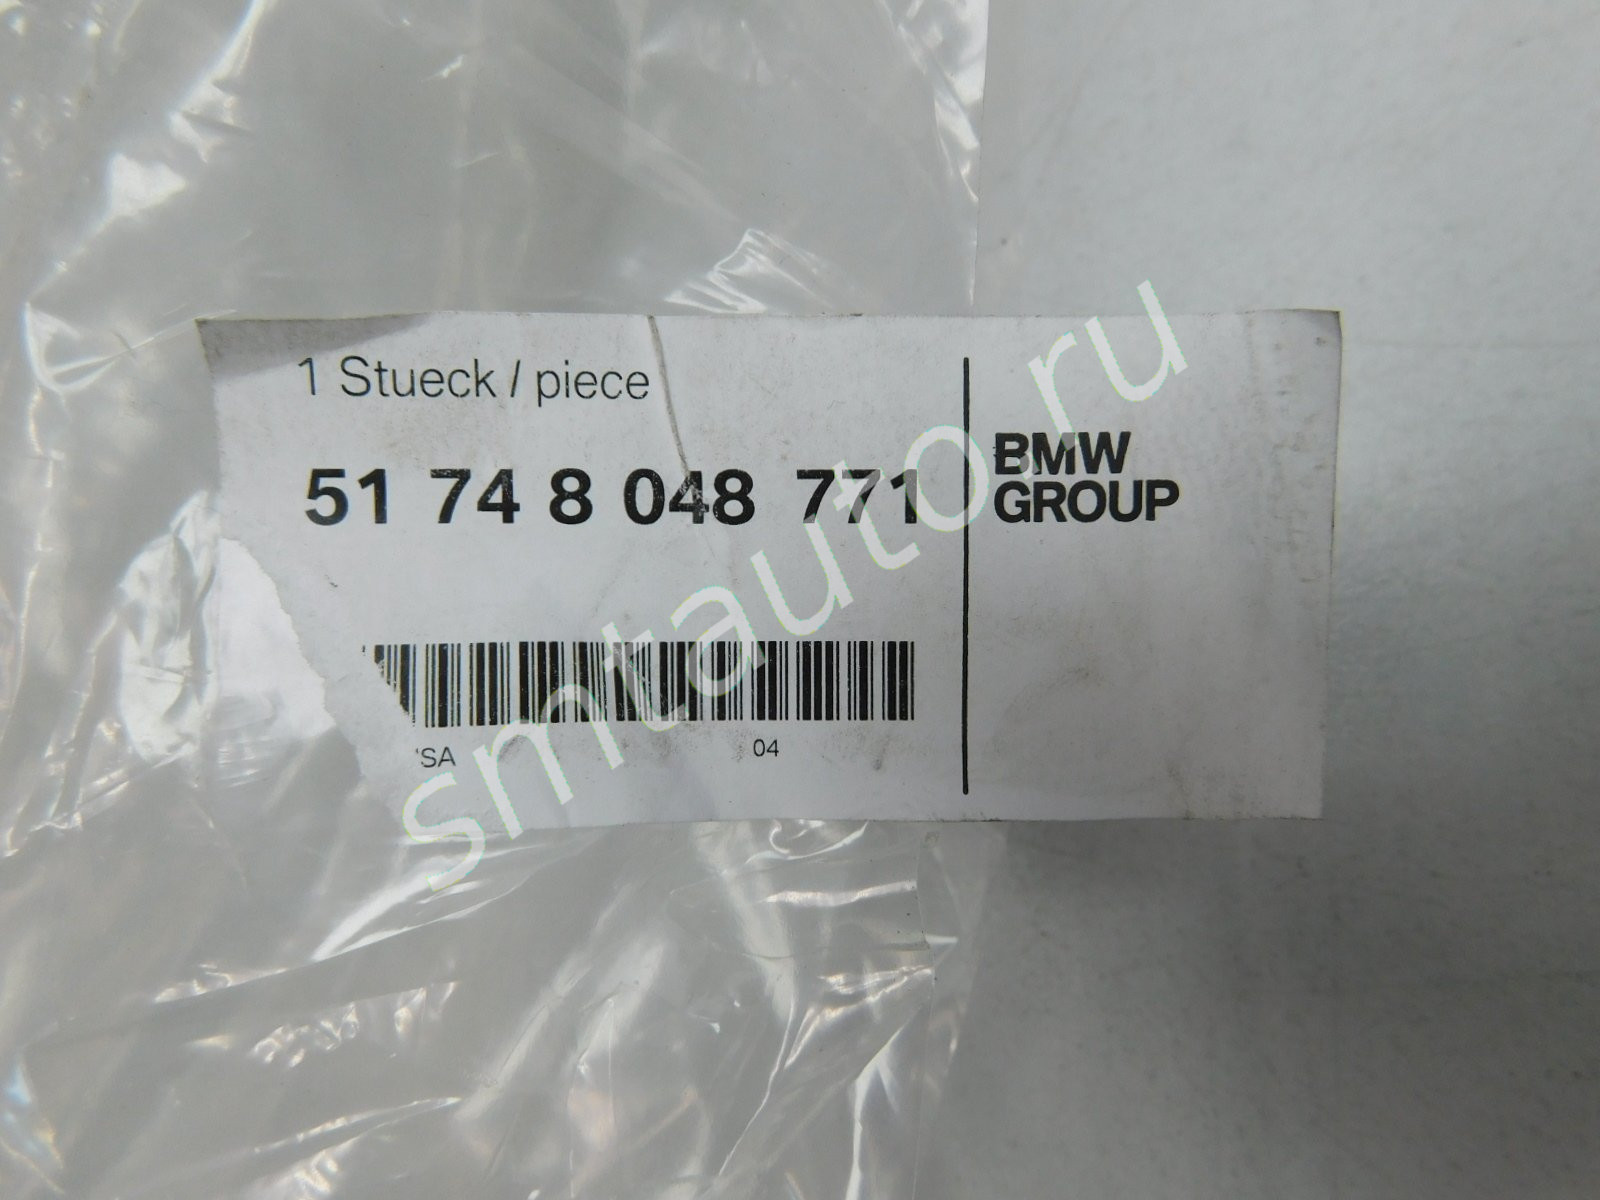 1 Stueck / piece
51 74 8 048 771
BMW
GROUP
SA
04
smtauto.ru